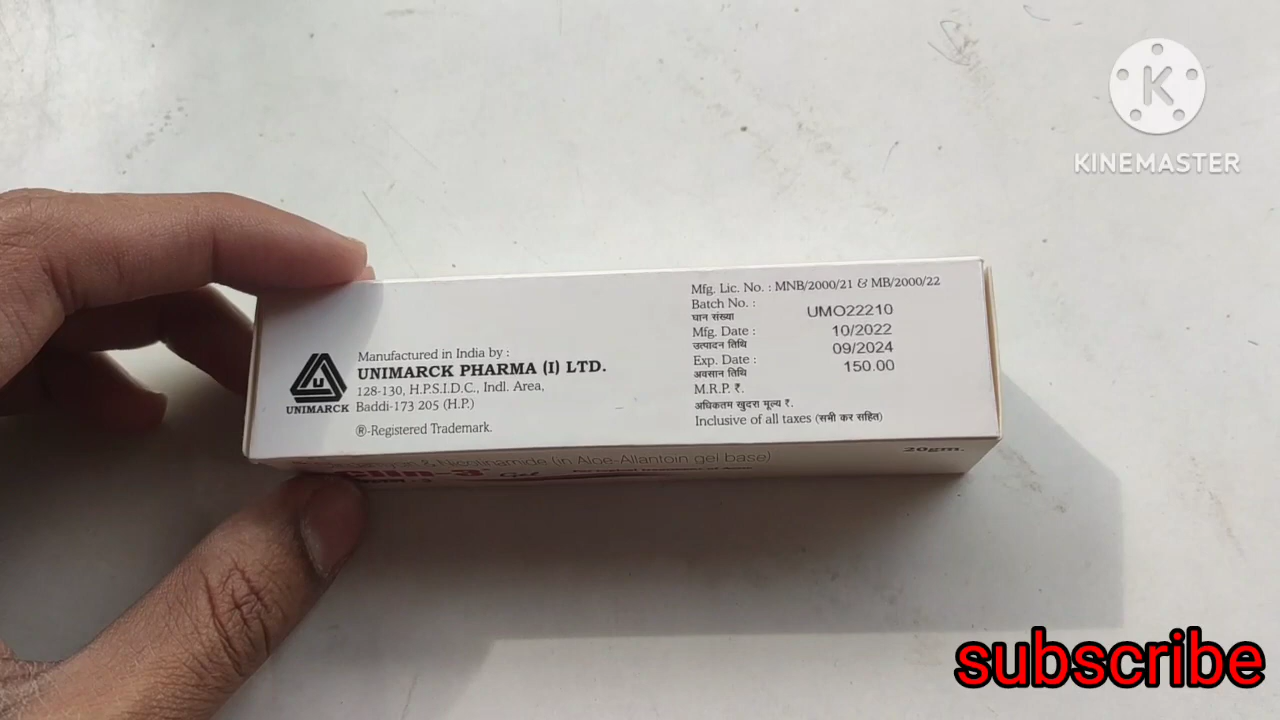 KINEMASTER
Mfg. Lic. No. : MNB/2000/21 & MB/2000/22
Batch No. : UMO22210
घान संख्या
Mfg. Date : 10/2022
उत्पादन तिथि
Exp. Date : 09/2024
अवसान तिथि
M.R.P. ₹. 150.00
अधिकतम खुदरा मूल्य ₹.
Inclusive of all taxes (सभी कर सहित)
Manufactured in India by :
UNIMARCK PHARMA (I) LTD.
128-130, H.P.S.I.D.C., Indl. Area,
Baddi-173 205 (H.P.)
®-Registered Trademark.
UNIMARCK
& Nicotinamide (in Aloe-Allantoin gel base)
-3 Gel
20gm.
subscribe